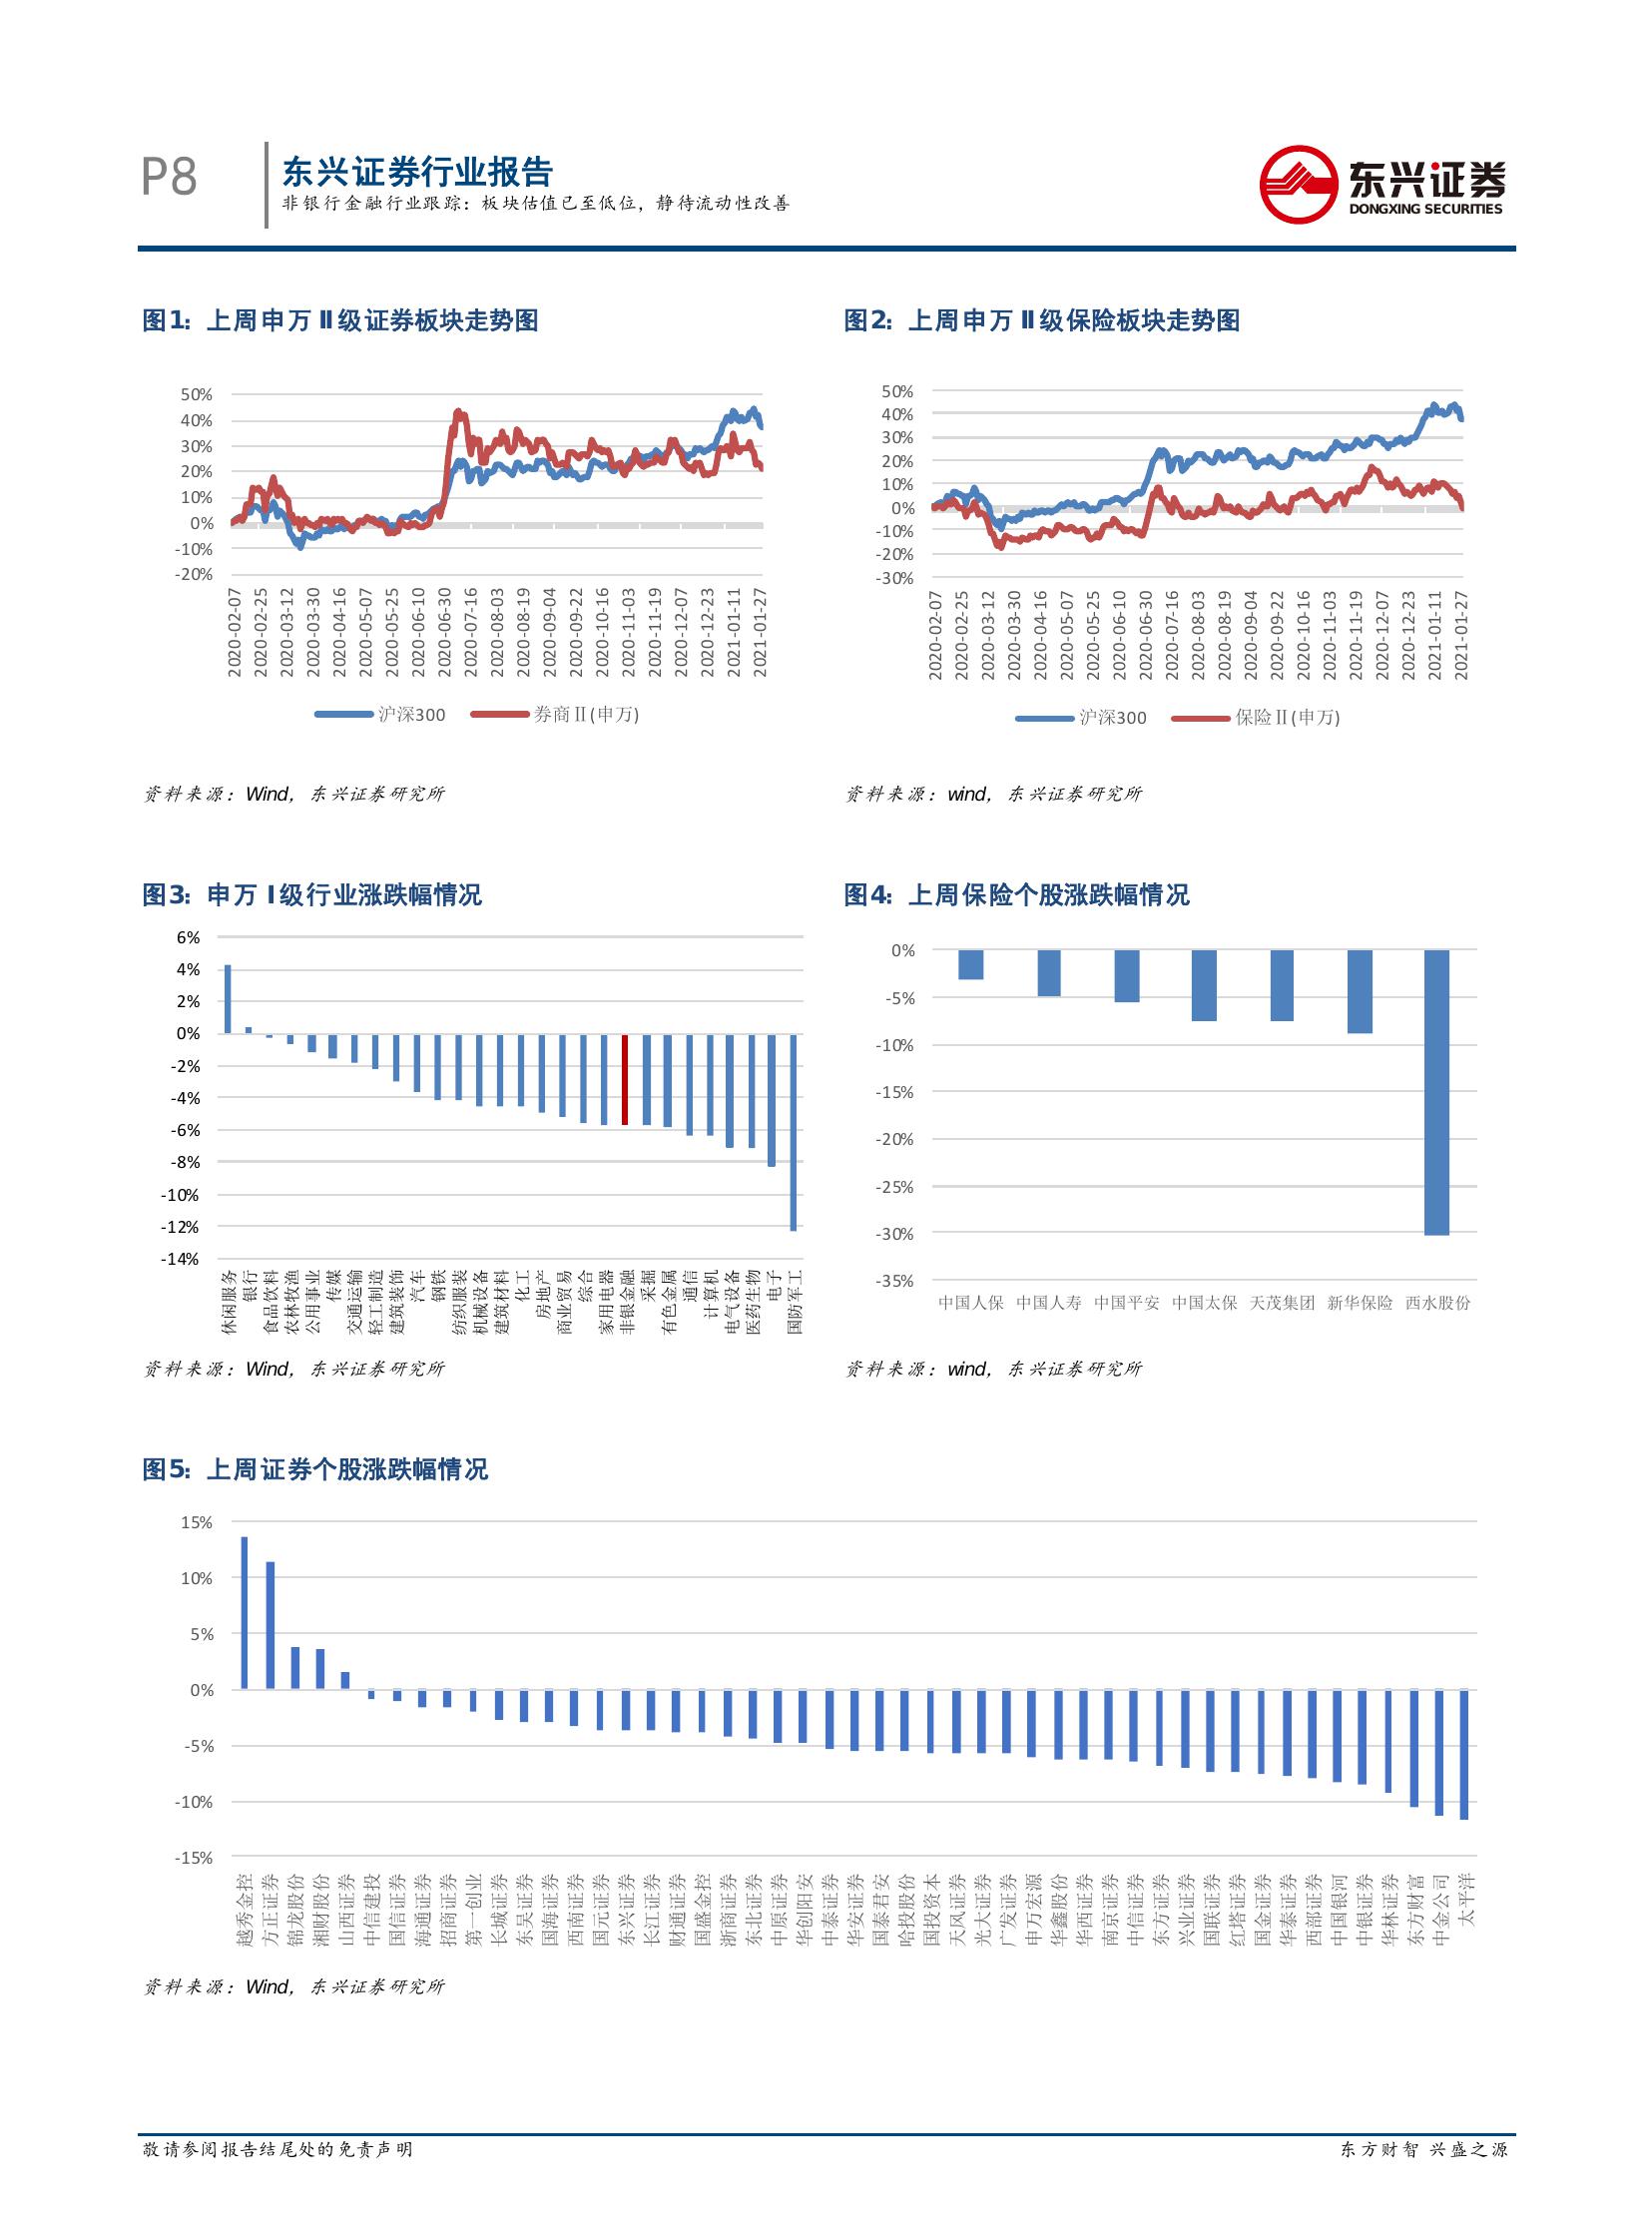 P8
东兴证券行业报告
非银行金融行业跟踪：板块估值已至低位，静待流动性改善
东兴证券
DONGXING SECURITIES
图1：上周申万 II 级证券板块走势图
50%
40%
30%
20%
10%
0%
-10%
-20%
2020-02-07
2020-02-25
2020-03-12
2020-03-30
2020-04-16
2020-05-07
2020-05-25
2020-06-10
2020-06-30
2020-07-16
2020-08-03
2020-08-19
2020-09-04
2020-09-22
2020-10-16
2020-11-03
2020-11-19
2020-12-07
2020-12-23
2021-01-11
2021-01-27
沪深300 券商Ⅱ(申万)
资料来源：Wind，东兴证券研究所
图2：上周申万 II 级保险板块走势图
50%
40%
30%
20%
10%
0%
-10%
-20%
-30%
2020-02-07
2020-02-25
2020-03-12
2020-03-30
2020-04-16
2020-05-07
2020-05-25
2020-06-10
2020-06-30
2020-07-16
2020-08-03
2020-08-19
2020-09-04
2020-09-22
2020-10-16
2020-11-03
2020-11-19
2020-12-07
2020-12-23
2021-01-11
2021-01-27
沪深300 保险Ⅱ(申万)
资料来源：wind，东兴证券研究所
图3：申万 I 级行业涨跌幅情况
6%
4%
2%
0%
-2%
-4%
-6%
-8%
-10%
-12%
-14%
休闲服务
银行
食品饮料
农林牧渔
公用事业
传媒
交通运输
轻工制造
建筑装饰
汽车
钢铁
纺织服装
机械设备
建筑材料
化工
房地产
商业贸易
综合
家用电器
非银金融
采掘
有色金属
通信
计算机
电气设备
医药生物
电子
国防军工
资料来源：Wind，东兴证券研究所
图4：上周保险个股涨跌幅情况
0%
-5%
-10%
-15%
-20%
-25%
-30%
-35%
中国人保 中国人寿 中国平安 中国太保 天茂集团 新华保险 西水股份
资料来源：wind，东兴证券研究所
图5：上周证券个股涨跌幅情况
15%
10%
5%
0%
-5%
-10%
-15%
越秀金控
方正证券
锦龙股份
湘财股份
山西证券
中信建投
国信证券
海通证券
招商证券
第一创业
长城证券
东吴证券
国海证券
西南证券
国元证券
东兴证券
长江证券
财通证券
国盛金控
浙商证券
东北证券
中原证券
华创阳安
中泰证券
华安证券
国泰君安
哈投股份
国投资本
天风证券
光大证券
广发证券
申万宏源
华鑫股份
华西证券
南京证券
中信证券
东方证券
兴业证券
国联证券
红塔证券
国金证券
华泰证券
西部证券
中国银河
中银证券
华林证券
东方财富
中金公司
太平洋
资料来源：Wind，东兴证券研究所
敬请参阅报告结尾处的免责声明
东方财智 兴盛之源